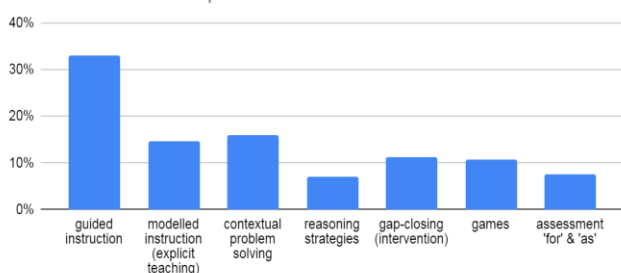 40%
30%
20%
10%
0%
guided
instruction
modelled
instruction
(explicit
teaching)
contextual
problem
solving
reasoning
strategies
gap-closing
(intervention)
games
assessment
'for' & 'as'